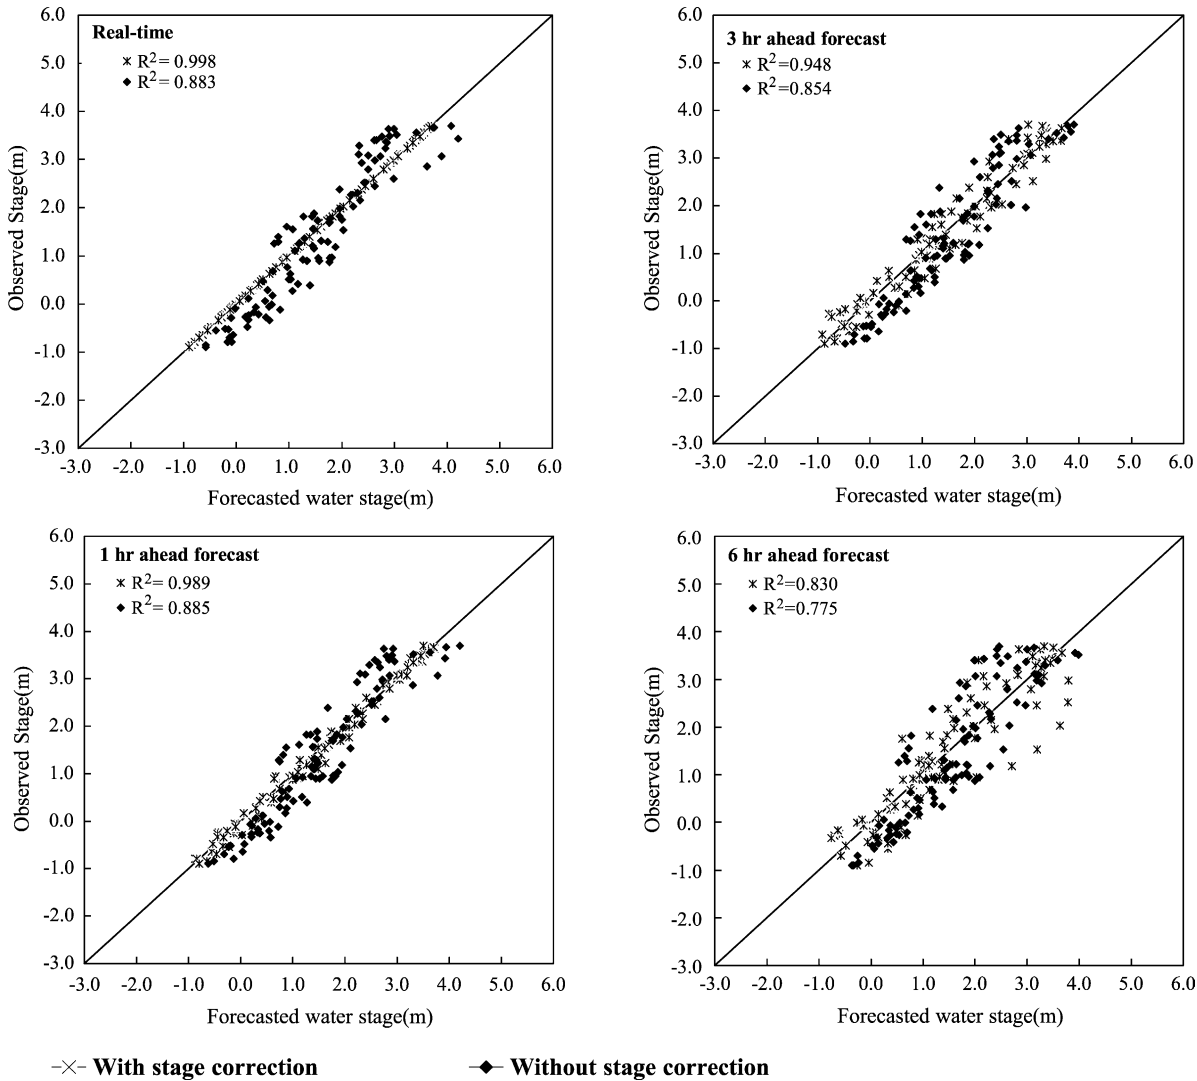 Real-time
R2= 0.998
R2= 0.883
6.0
5.0
4.0
3.0
2.0
1.0
0.0
-1.0
-2.0
-3.0
Observed Stage(m)
-3.0 -2.0 -1.0 0.0 1.0 2.0 3.0 4.0 5.0 6.0
Forecasted water stage(m)
3 hr ahead forecast
R2=0.948
R2=0.854
6.0
5.0
4.0
3.0
2.0
1.0
0.0
-1.0
-2.0
-3.0
Observed Stage(m)
-3.0 -2.0 -1.0 0.0 1.0 2.0 3.0 4.0 5.0 6.0
Forecasted water stage(m)
1 hr ahead forecast
R2= 0.989
R2= 0.885
6.0
5.0
4.0
3.0
2.0
1.0
0.0
-1.0
-2.0
-3.0
Observed Stage(m)
-3.0 -2.0 -1.0 0.0 1.0 2.0 3.0 4.0 5.0 6.0
Forecasted water stage(m)
6 hr ahead forecast
R2=0.830
R2=0.775
6.0
5.0
4.0
3.0
2.0
1.0
0.0
-1.0
-2.0
-3.0
Observed Stage(m)
-3.0 -2.0 -1.0 0.0 1.0 2.0 3.0 4.0 5.0 6.0
Forecasted water stage(m)
With stage correction Without stage correction